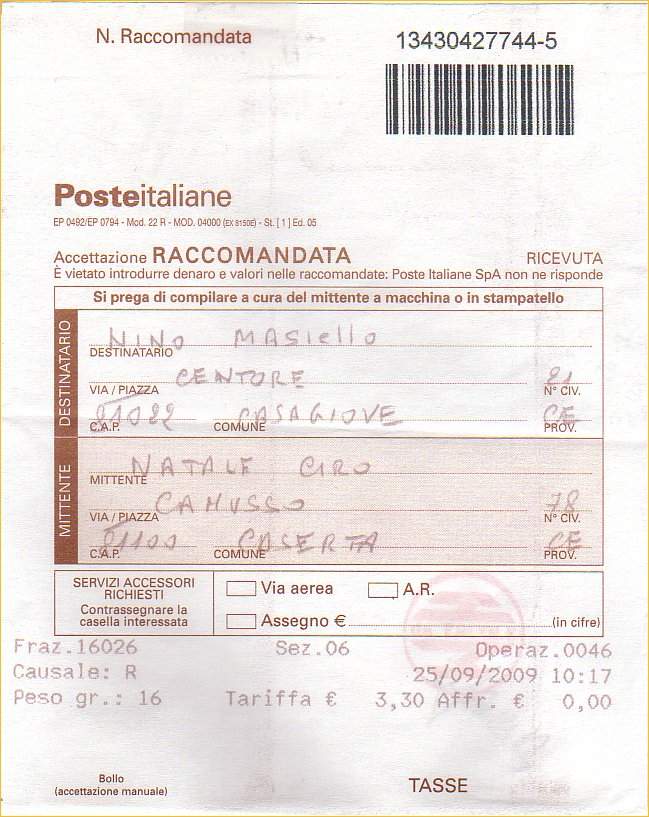 N. Raccomandata
13430427744-5
Posteitaliane
EP 0492/EP 0794 - Mod. 22 R - MOD. 04000 (EX 8150E) - St. [ 1 ] Ed. 05
Accettazione RACCOMANDATA RICEVUTA
È vietato introdurre denaro e valori nelle raccomandate: Poste Italiane SpA non ne risponde
Si prega di compilare a cura del mittente a macchina o in stampatello
DESTINATARIO
NINO MASIELLO
DESTINATARIO
CENTORE 21
VIA / PIAZZA N° CIV.
81022 CASAGIOVE CE
C.A.P. COMUNE PROV.
MITTENTE
NATALE CIRO
MITTENTE
CAMUSSO 78
VIA / PIAZZA N° CIV.
81100 CASERTA CE
C.A.P. COMUNE PROV.
SERVIZI ACCESSORI
RICHIESTI
Contrassegnare la
casella interessata
Via aerea A.R.
Assegno € (in cifre)
Fraz.16026 Sez.06 Operaz.0046
Causale: R 25/09/2009 10:17
Peso gr.: 16 Tariffa € 3,30 Affr. € 0,00
Bollo
(accettazione manuale)
TASSE